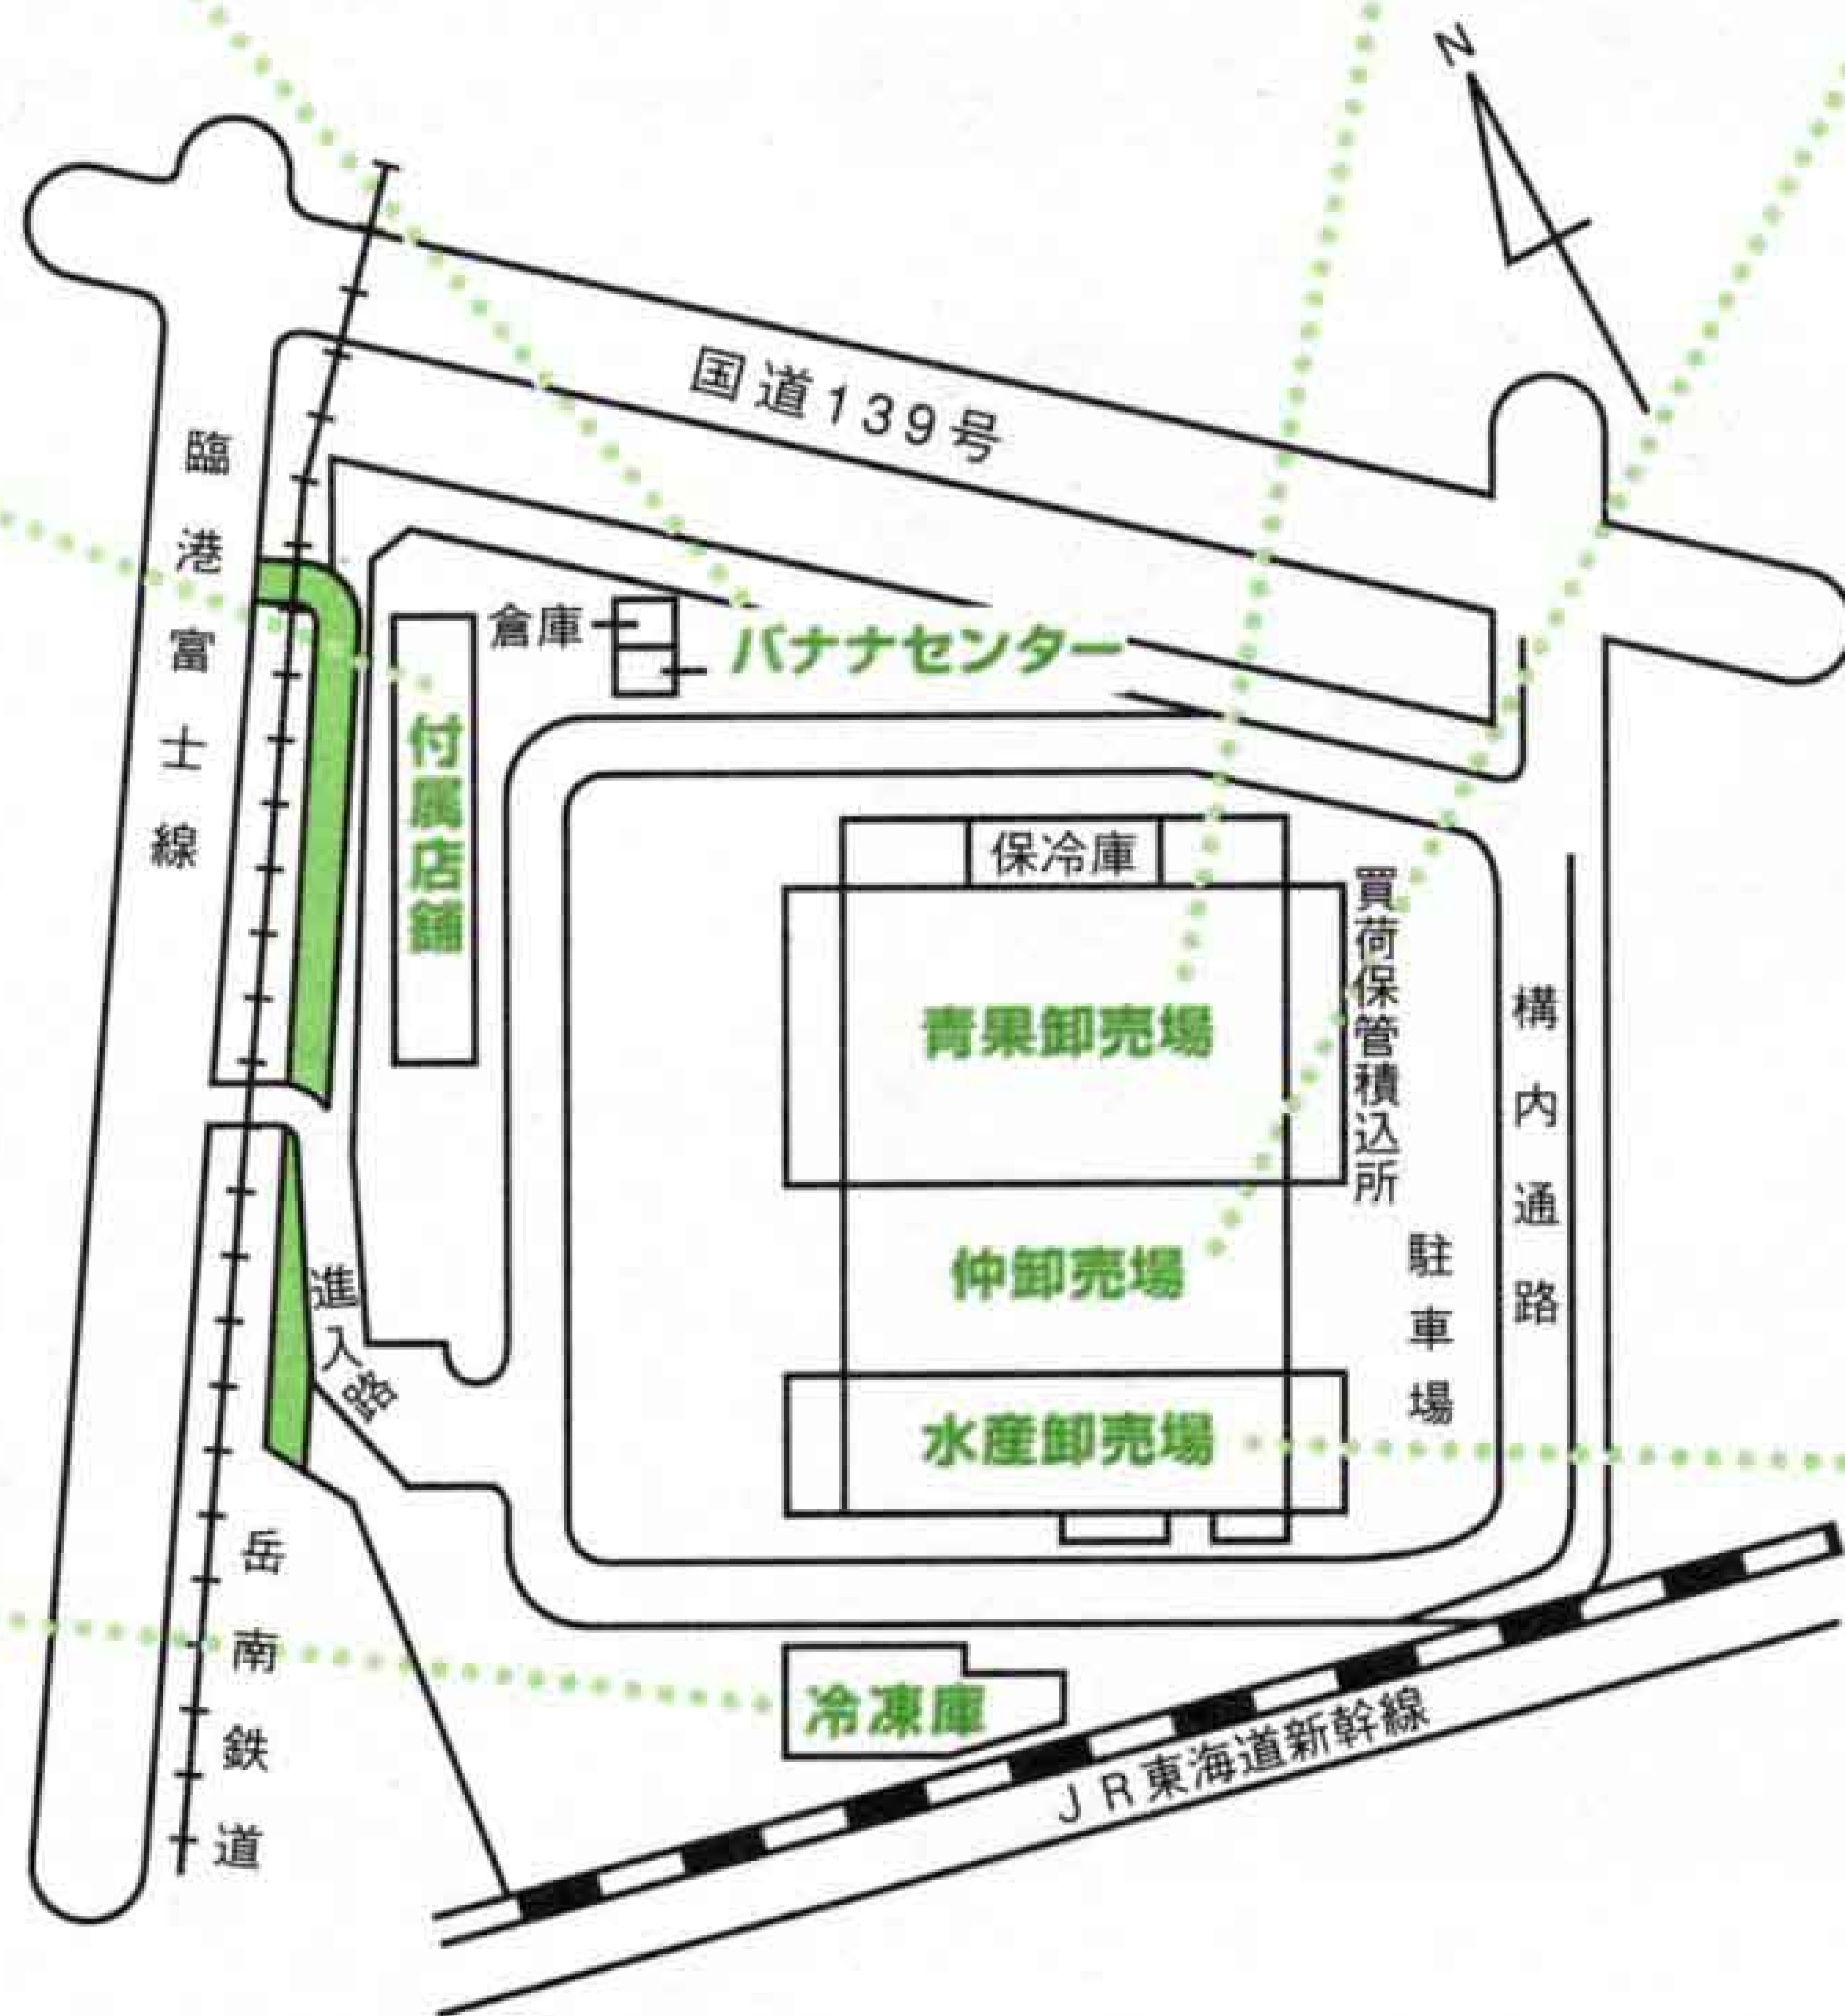 N
国道139号
臨港富士線
倉庫
バナナセンター
付属店舗
保冷庫
買荷保管積込所
青果卸売場
構内通路
仲卸売場
駐車場
進入路
水産卸売場
岳南鉄道
冷凍庫
JR東海道新幹線